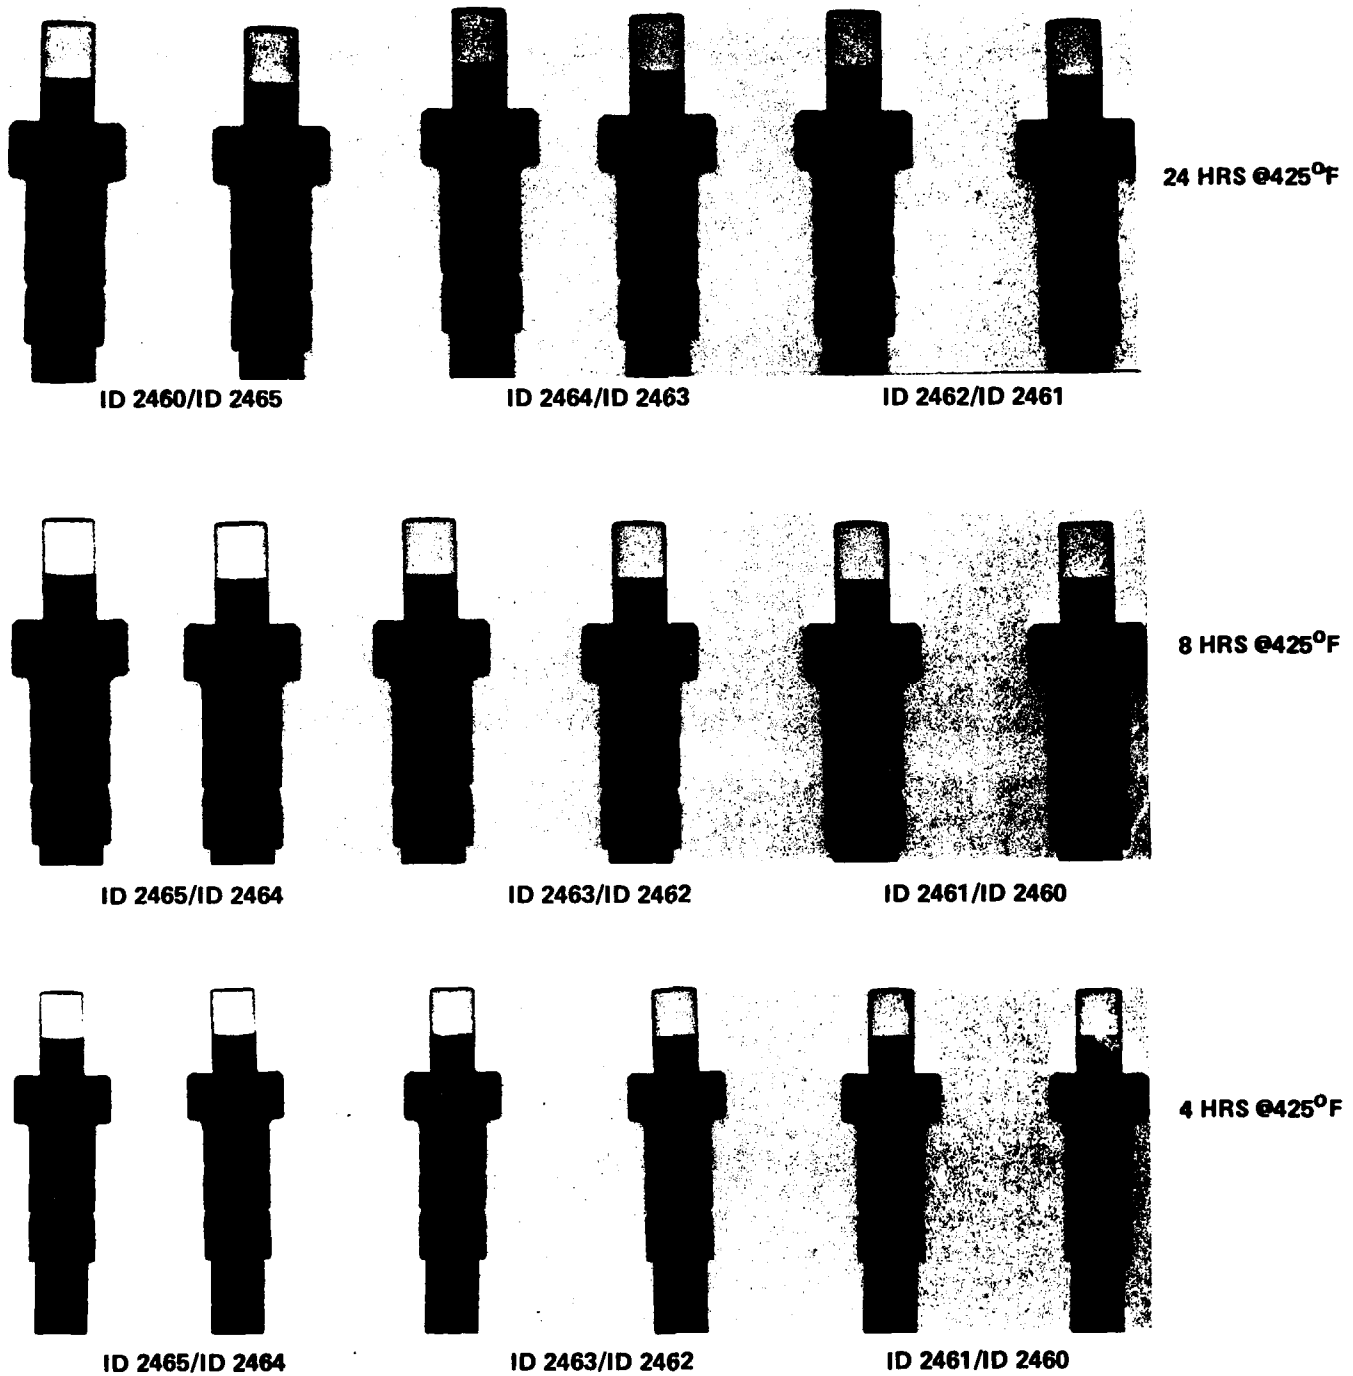 24 HRS @425°F
ID 2460/ID 2465
ID 2464/ID 2463
ID 2462/ID 2461
8 HRS @425°F
ID 2465/ID 2464
ID 2463/ID 2462
ID 2461/ID 2460
4 HRS @425°F
ID 2465/ID 2464
ID 2463/ID 2462
ID 2461/ID 2460